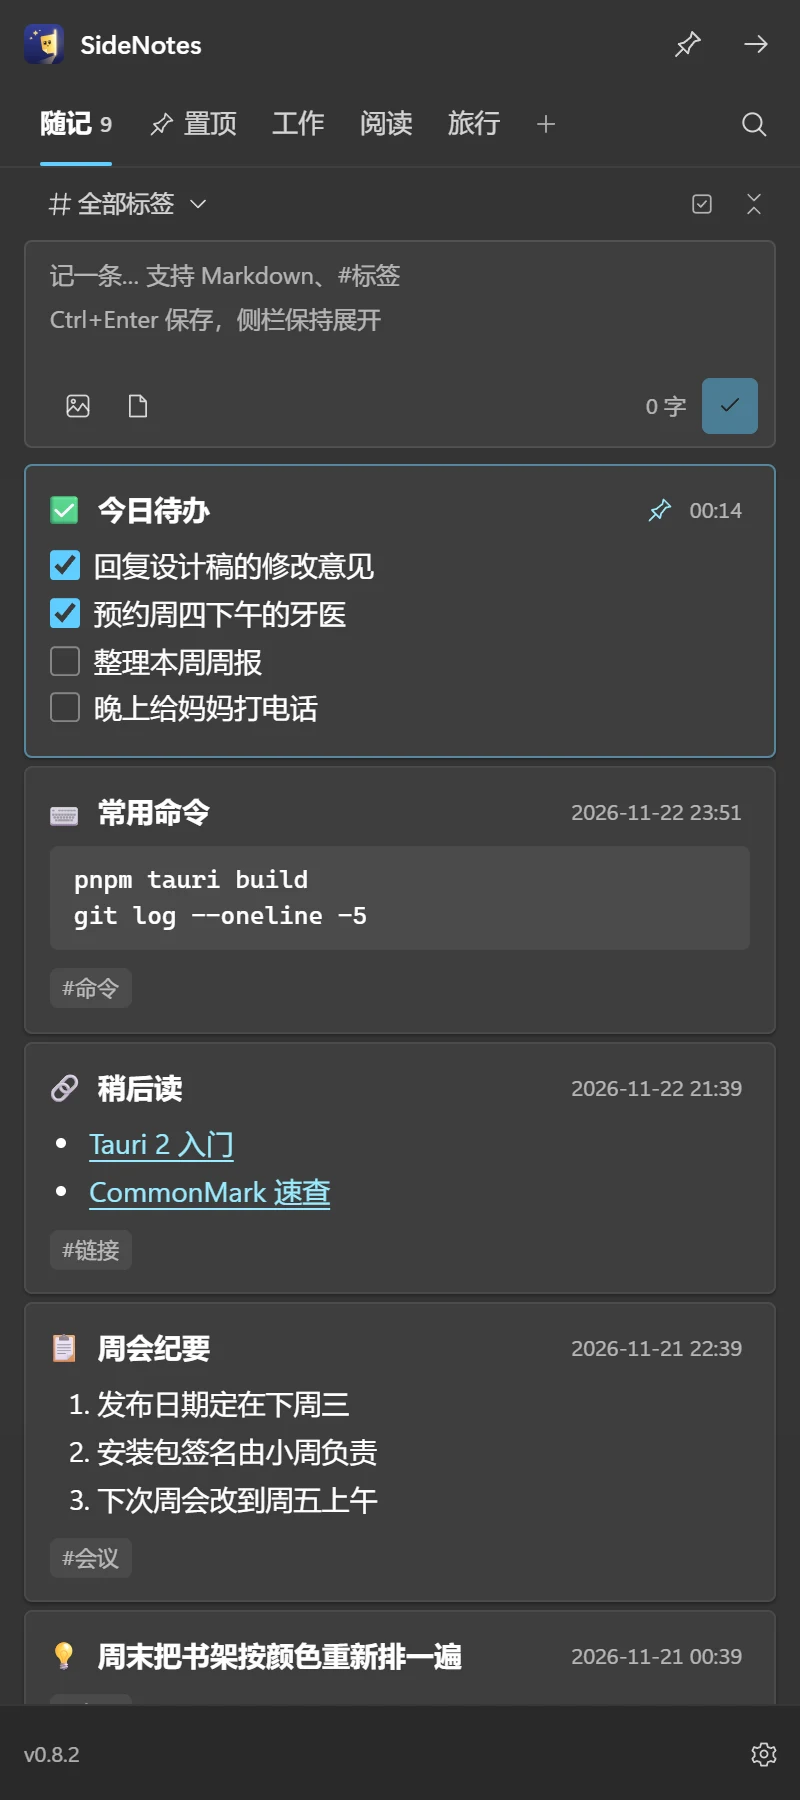 SideNotes
随记 9 置顶 工作 阅读 旅行
# 全部标签
记一条... 支持 Markdown、#标签
Ctrl+Enter 保存，侧栏保持展开
0 字
今日待办 00:14
回复设计稿的修改意见
预约周四下午的牙医
整理本周周报
晚上给妈妈打电话
常用命令 2026-11-22 23:51
pnpm tauri build
git log --oneline -5
#命令
稍后读 2026-11-22 21:39
• Tauri 2 入门
• CommonMark 速查
#链接
周会纪要 2026-11-21 22:39
1. 发布日期定在下周三
2. 安装包签名由小周负责
3. 下次周会改到周五上午
#会议
周末把书架按颜色重新排一遍 2026-11-21 00:39
v0.8.2